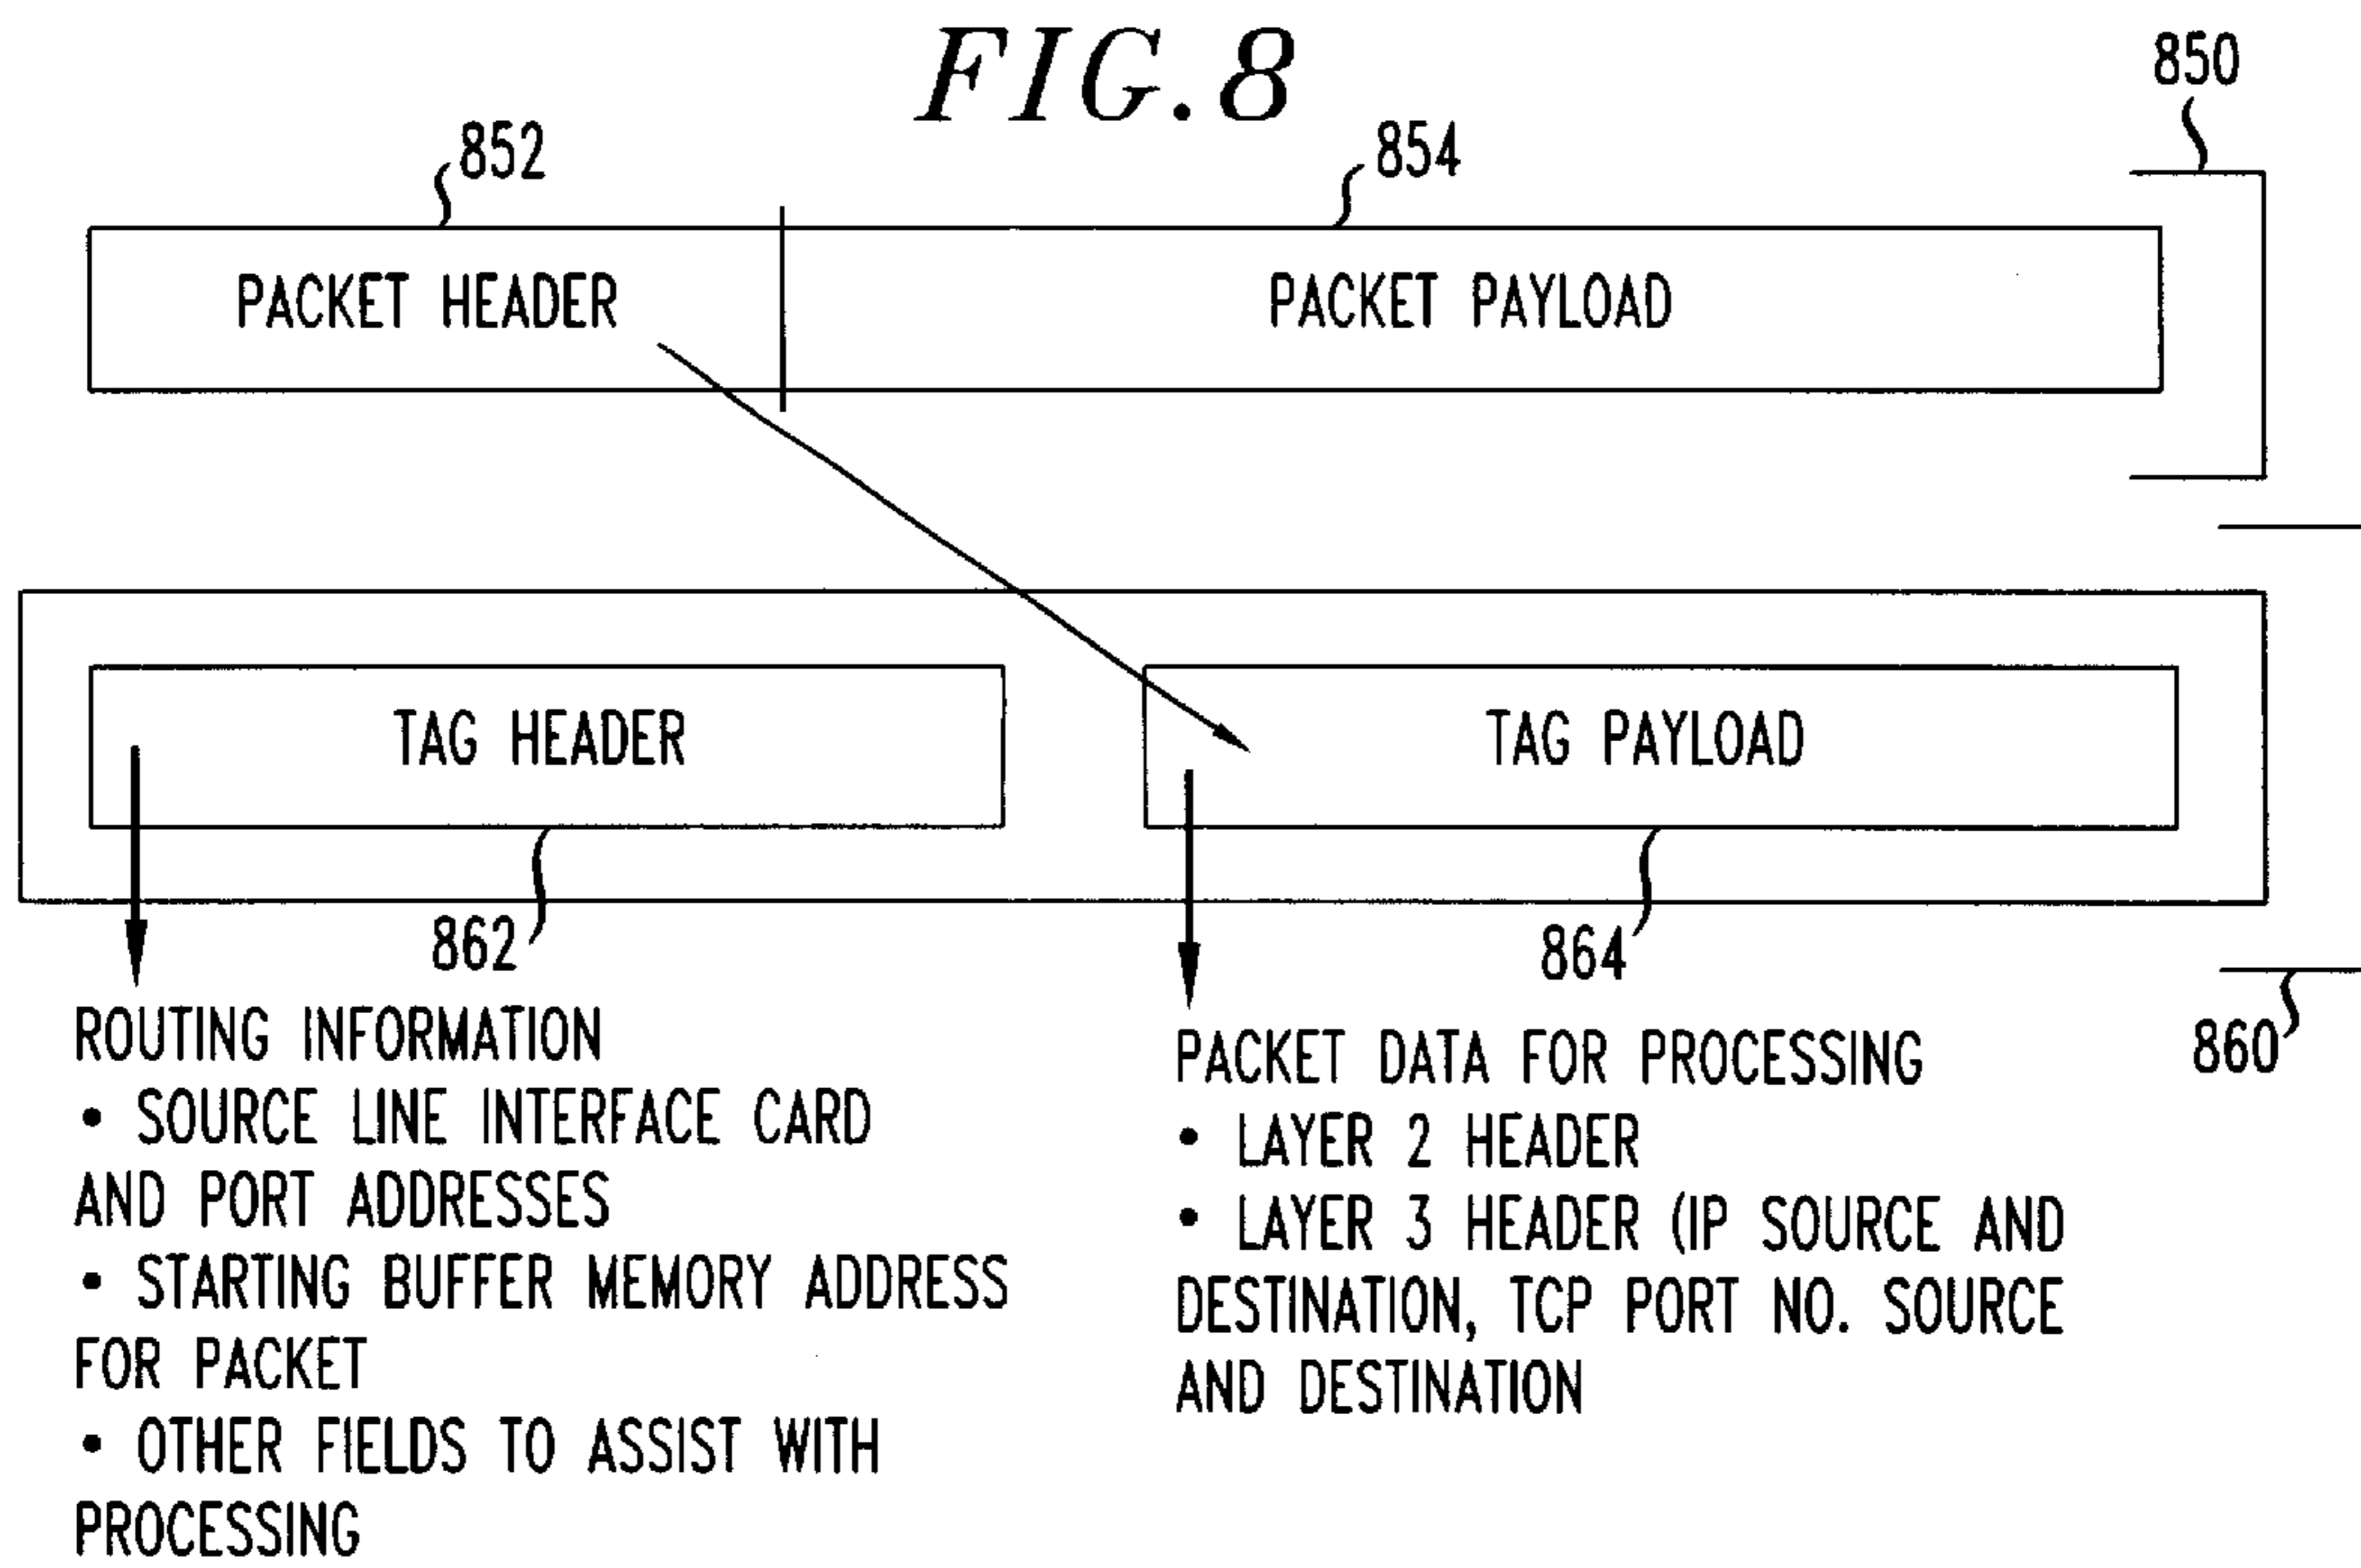 FIG. 8
850
852
854
PACKET HEADER
PACKET PAYLOAD
TAG HEADER
TAG PAYLOAD
862
864
860
ROUTING INFORMATION
• SOURCE LINE INTERFACE CARD
AND PORT ADDRESSES
• STARTING BUFFER MEMORY ADDRESS
FOR PACKET
• OTHER FIELDS TO ASSIST WITH
PROCESSING
PACKET DATA FOR PROCESSING
• LAYER 2 HEADER
• LAYER 3 HEADER (IP SOURCE AND
DESTINATION, TCP PORT NO. SOURCE
AND DESTINATION